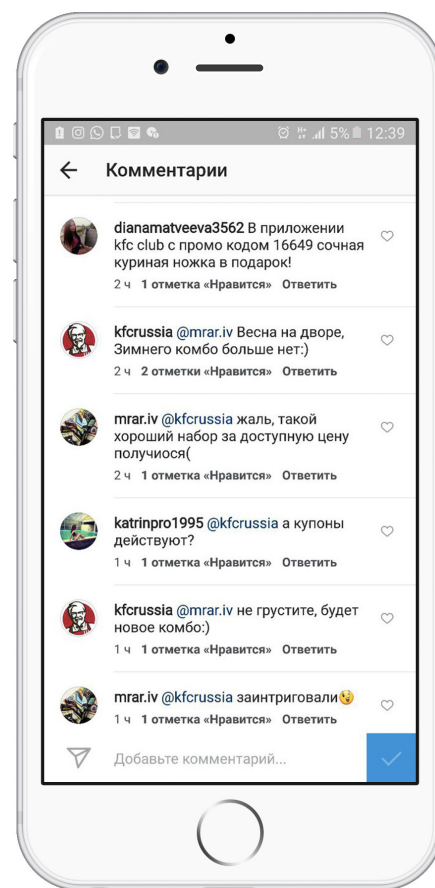 5% 12:39
Комментарии
dianamatveeva3562 В приложении
kfc club с промо кодом 16649 сочная
куриная ножка в подарок!
2 ч 1 отметка «Нравится» Ответить
kfcrussia @mrar.iv Весна на дворе,
Зимнего комбо больше нет:)
2 ч 2 отметки «Нравится» Ответить
mrar.iv @kfcrussia жаль, такой
хороший набор за доступную цену
получиося(
2 ч 1 отметка «Нравится» Ответить
katrinpro1995 @kfcrussia а купоны
действуют?
1 ч 1 отметка «Нравится» Ответить
kfcrussia @mrar.iv не грустите, будет
новое комбо:)
1 ч 1 отметка «Нравится» Ответить
mrar.iv @kfcrussia заинтриговали😉
1 ч 1 отметка «Нравится» Ответить
Добавьте комментарий...